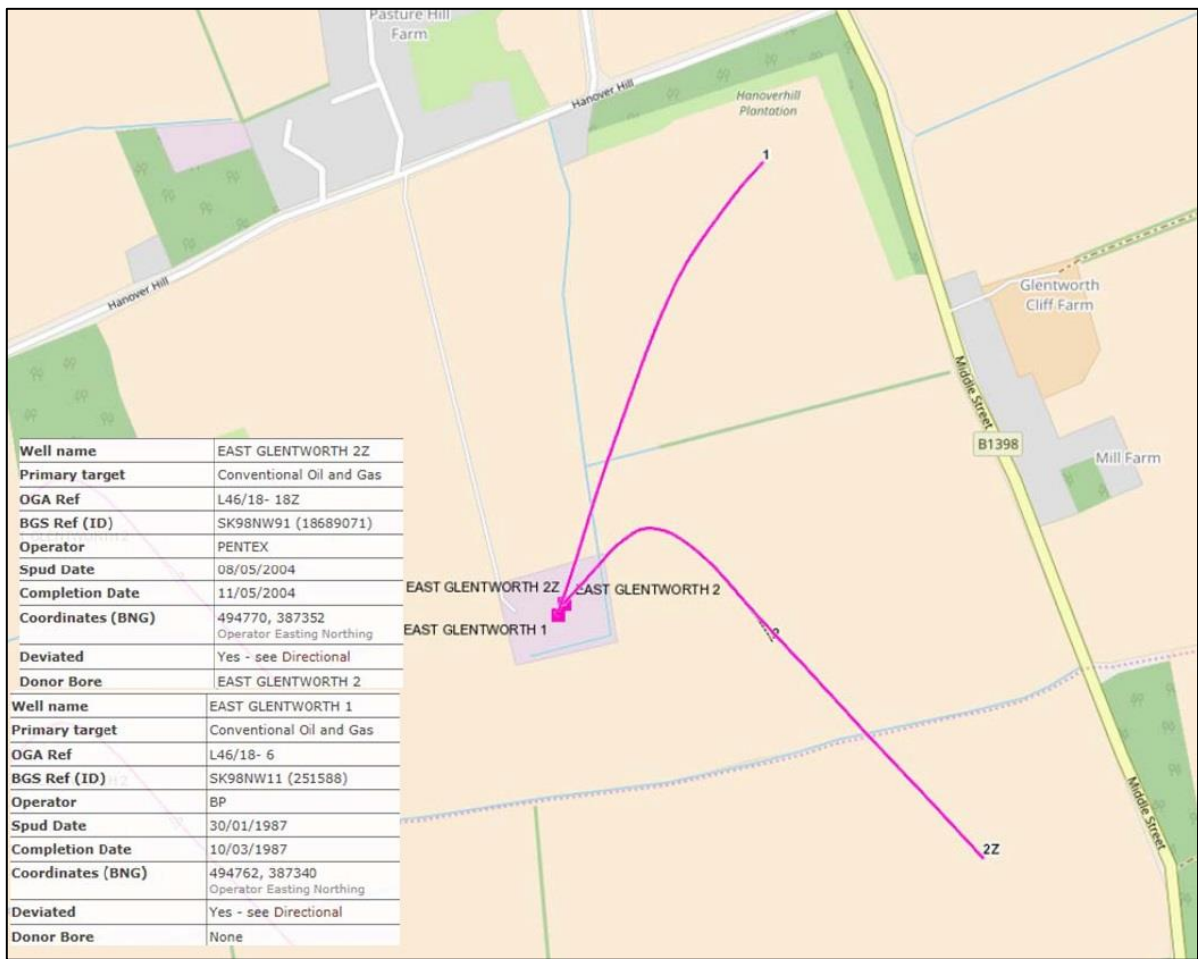 Pasture Hill
Farm
Hanover Hill
Hanoverhill
Plantation
1
Hanover Hill
Glentworth
Cliff Farm
Middle Street
B1398
Mill Farm
EAST GLENTWORTH 2Z
EAST GLENTWORTH 2
EAST GLENTWORTH 1
2
2Z
Middle Street
Well name EAST GLENTWORTH 2Z
Primary target Conventional Oil and Gas
OGA Ref L46/18- 18Z
BGS Ref (ID) SK98NW91 (18689071)
Operator PENTEX
Spud Date 08/05/2004
Completion Date 11/05/2004
Coordinates (BNG) 494770, 387352
Operator Easting Northing
Deviated Yes - see Directional
Donor Bore EAST GLENTWORTH 2
Well name EAST GLENTWORTH 1
Primary target Conventional Oil and Gas
OGA Ref L46/18- 6
BGS Ref (ID) SK98NW11 (251588)
Operator BP
Spud Date 30/01/1987
Completion Date 10/03/1987
Coordinates (BNG) 494762, 387340
Operator Easting Northing
Deviated Yes - see Directional
Donor Bore None